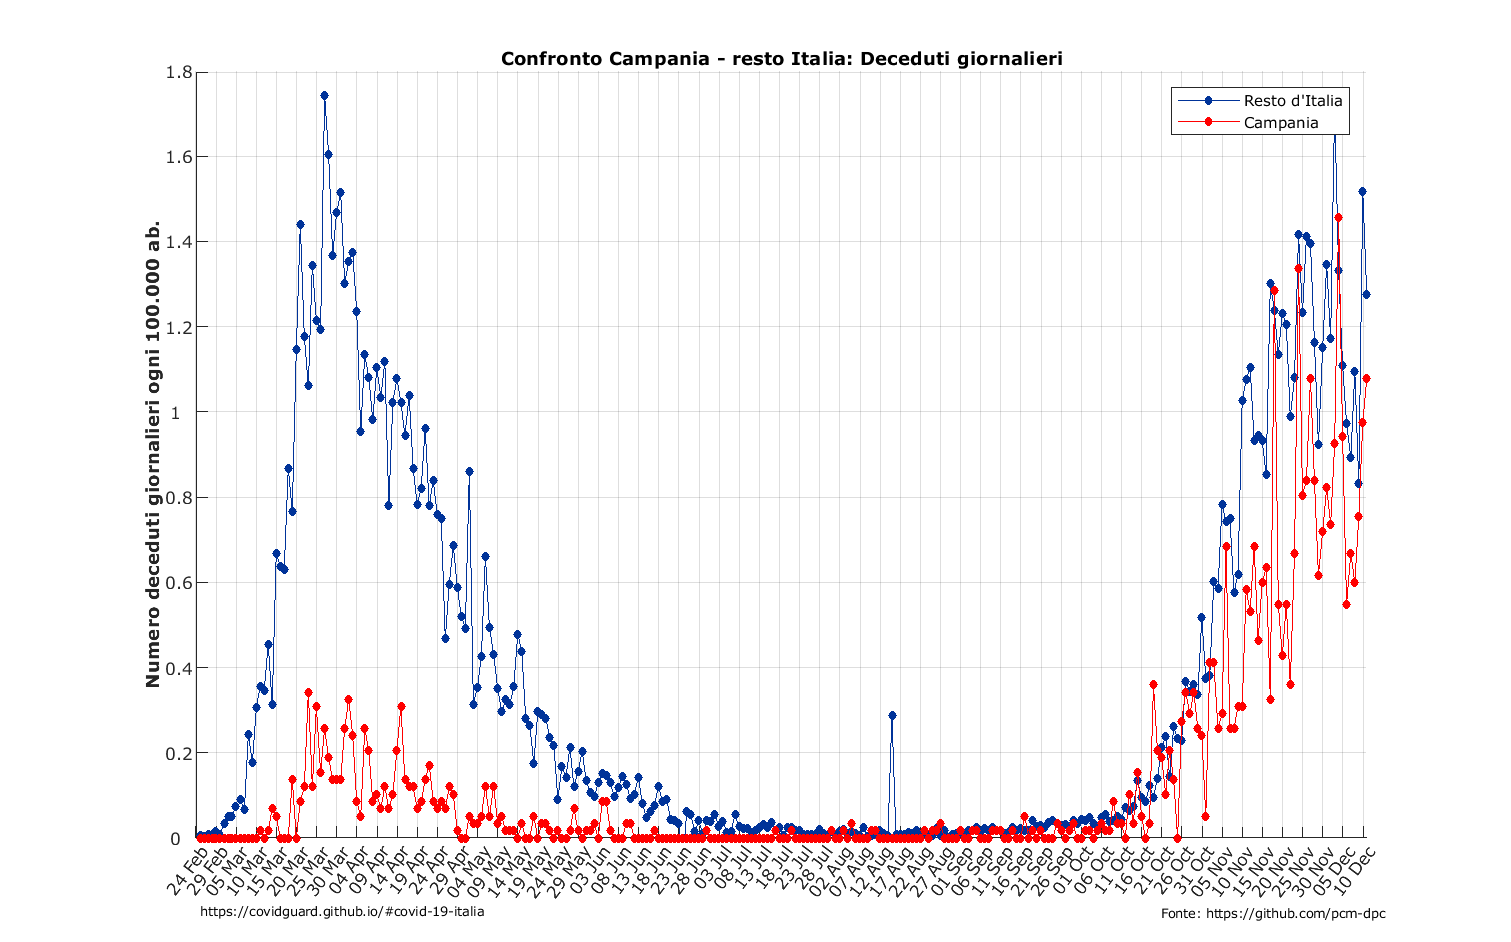 Confronto Campania - resto Italia: Deceduti giornalieri
Numero deceduti giornalieri ogni 100.000 ab.
1.8
1.6
1.4
1.2
1
0.8
0.6
0.4
0.2
0
Resto d'Italia
Campania
24 Feb
29 Feb
05 Mar
10 Mar
15 Mar
20 Mar
25 Mar
30 Mar
04 Apr
09 Apr
14 Apr
19 Apr
24 Apr
29 Apr
04 May
09 May
14 May
19 May
24 May
29 May
03 Jun
08 Jun
13 Jun
18 Jun
23 Jun
28 Jun
03 Jul
08 Jul
13 Jul
18 Jul
23 Jul
28 Jul
02 Aug
07 Aug
12 Aug
17 Aug
22 Aug
27 Aug
01 Sep
06 Sep
11 Sep
16 Sep
21 Sep
26 Sep
01 Oct
06 Oct
11 Oct
16 Oct
21 Oct
26 Oct
31 Oct
05 Nov
10 Nov
15 Nov
20 Nov
25 Nov
30 Nov
05 Dec
10 Dec
https://covidguard.github.io/#covid-19-italia
Fonte: https://github.com/pcm-dpc